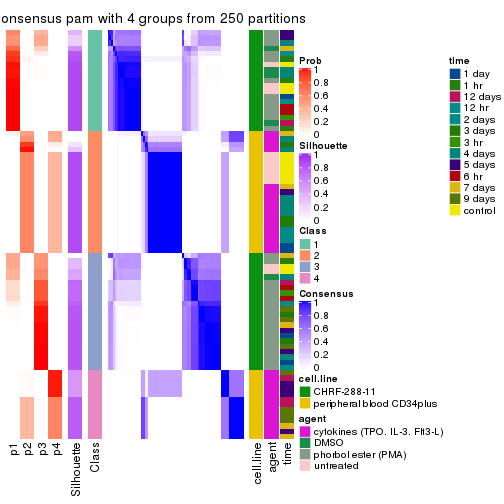 onsensus pam with 4 groups from 250 partitions
p1
p2
p3
p4
Silhouette
Class
cell.line
agent
time
Prob
1
0.8
0.6
0.4
0.2
0
Silhouette
1
0.8
0.6
0.4
0.2
0
Class
1
2
3
4
Consensus
1
0.8
0.6
0.4
0.2
0
cell.line
CHRF-288-11
peripheral blood CD34plus
agent
cytokines (TPO. IL-3. Flt3-L)
DMSO
phorbol ester (PMA)
untreated
time
1 day
1 hr
12 days
12 hr
2 days
3 days
3 hr
4 days
5 days
6 hr
7 days
9 days
control